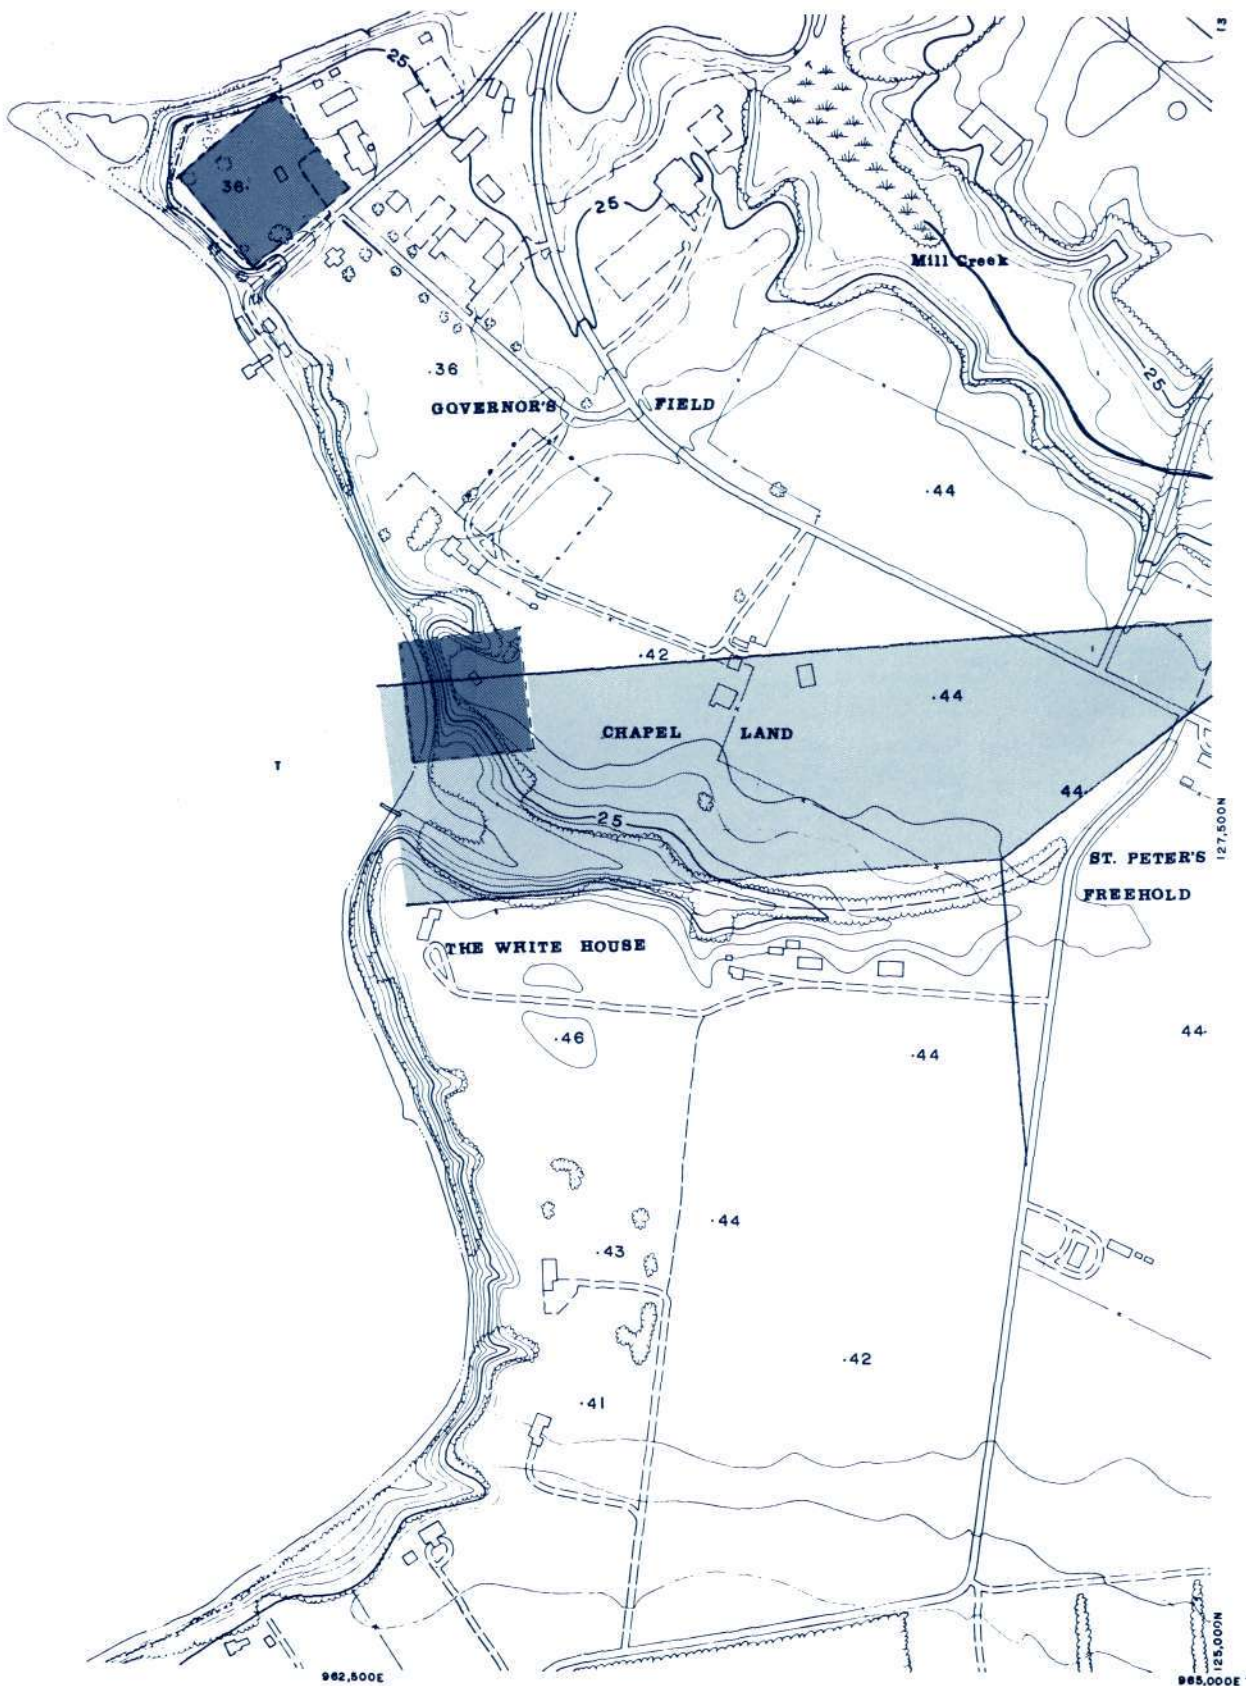 13
25
36
25
Mill Creek
.36
25
GOVERNOR'S FIELD
.44
.42
.44
CHAPEL LAND
T
44.
25
127,500N
ST. PETER'S
FREEHOLD
THE WHITE HOUSE
.46
.44
44.
.44
.43
.42
.41
125,000N
962,500E
965,000E